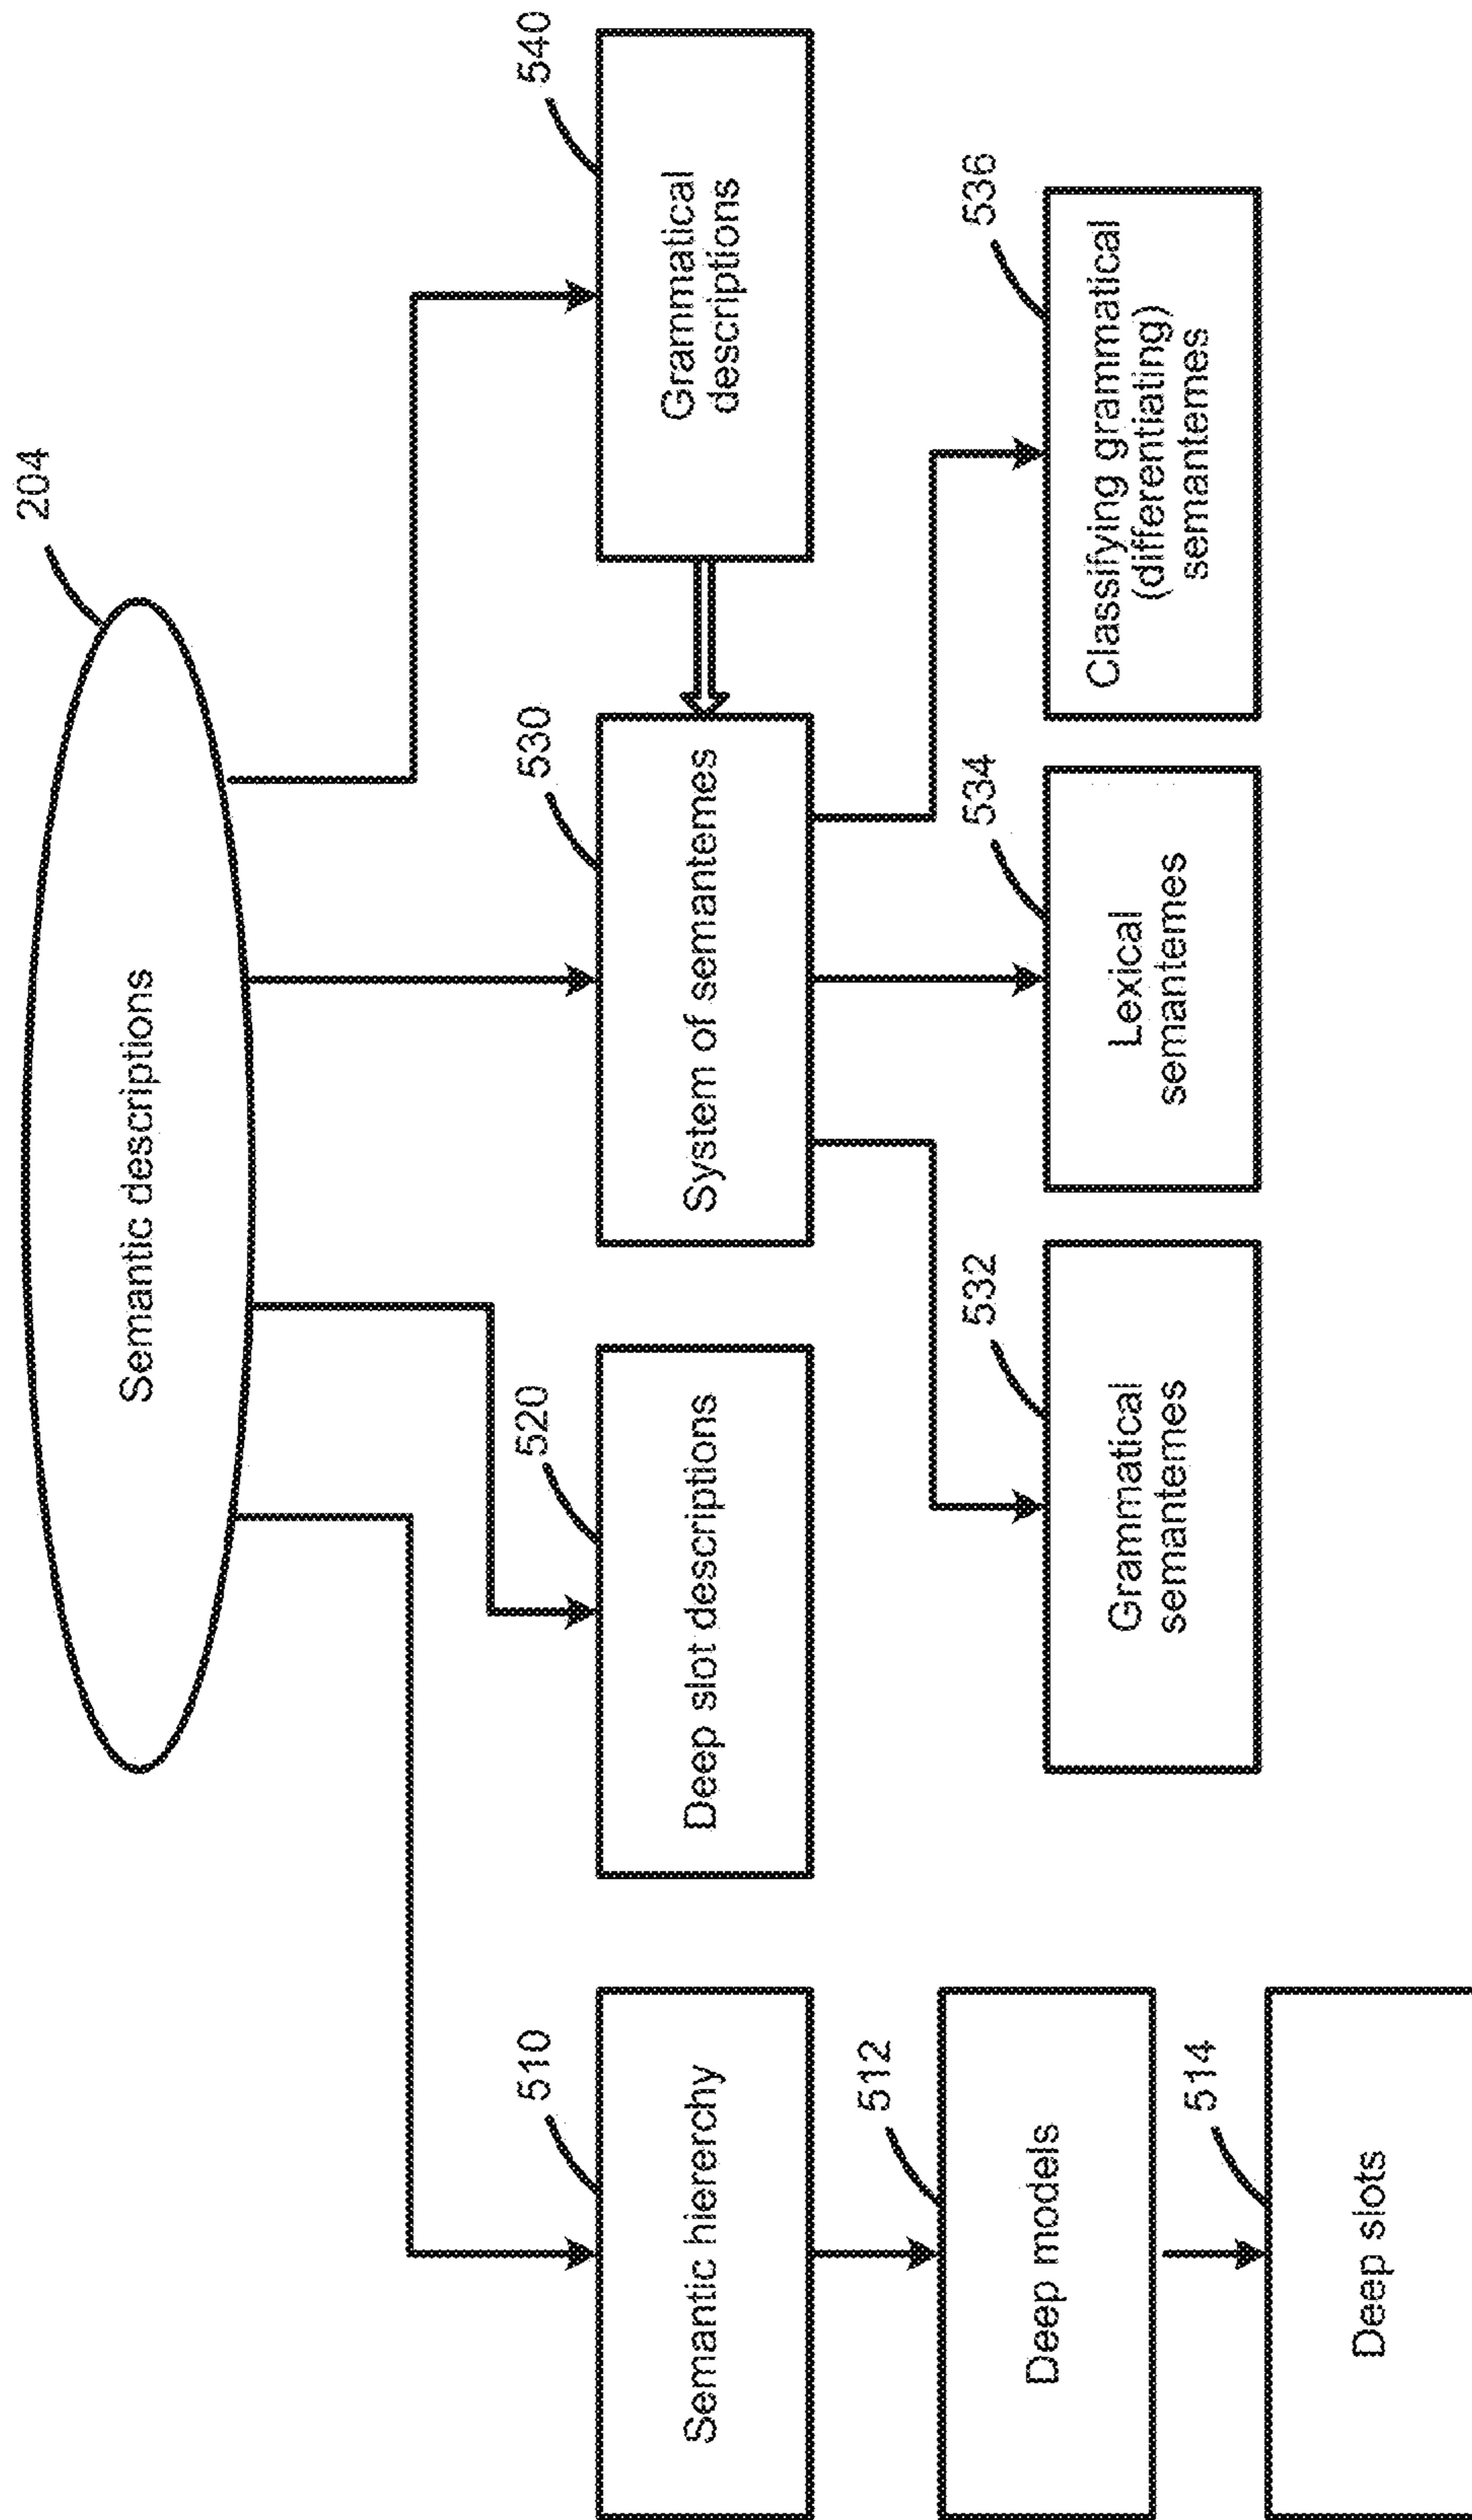 204
Semantic descriptions
510
Semantic hiererchy
520
Deep slot descriptions
530
System of semantemes
540
Grammatical
descriptions
512
Deep models
514
Deep slots
532
Grammatical
semantemes
534
Lexical
semantemes
536
Classifying grammatical
(differentiating)
semantemes